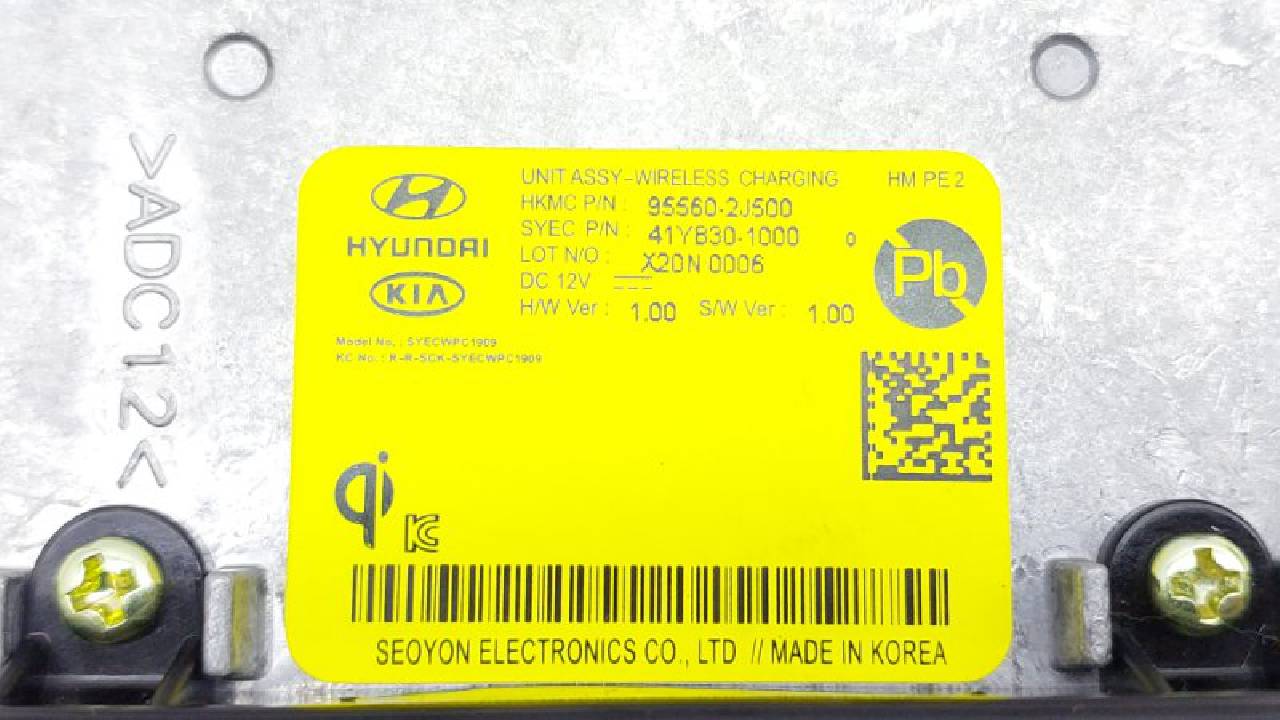 >ADC12<
HYUNDAI
KIA
UNIT ASSY-WIRELESS CHARGING HM PE 2
HKMC P/N : 95560-2J500
SYEC P/N : 41YB30-1000 0
LOT N/O : X20N 0006
DC 12V
H/W Ver : 1.00 S/W Ver : 1.00
Pb
Model No. : SYECWPC1909
KC No. : R-R-SCK-SYECWPC1909
qi
KC
SEOYON ELECTRONICS CO., LTD // MADE IN KOREA